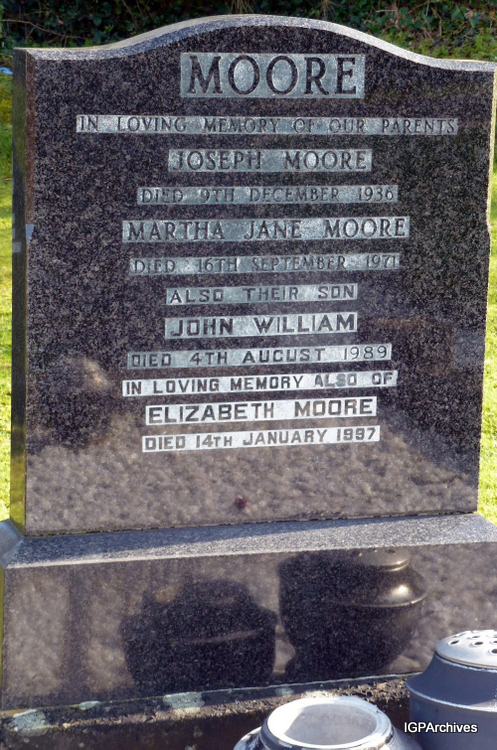 MOORE
IN LOVING MEMORY OF OUR PARENTS
JOSEPH MOORE
DIED 9TH DECEMBER 1936
MARTHA JANE MOORE
DIED 16TH SEPTEMBER 1971
ALSO THEIR SON
JOHN WILLIAM
DIED 4TH AUGUST 1989
IN LOVING MEMORY ALSO OF
ELIZABETH MOORE
DIED 14TH JANUARY 1997
IGPArchives